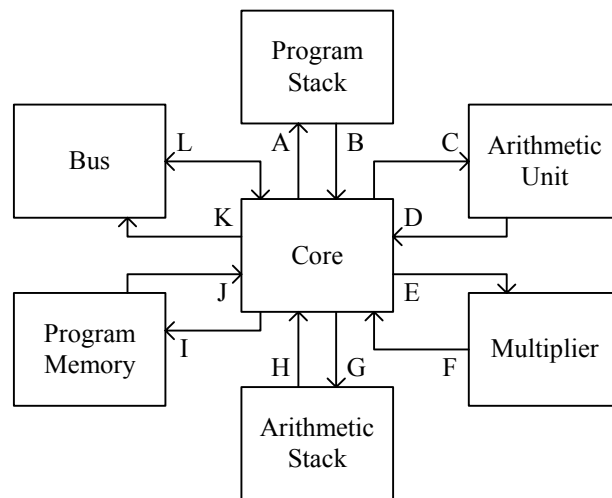 Program
Stack
L
A
B
C
Bus
Arithmetic
Unit
K
D
Core
J
E
Program
Memory
I
H
G
F
Multiplier
Arithmetic
Stack